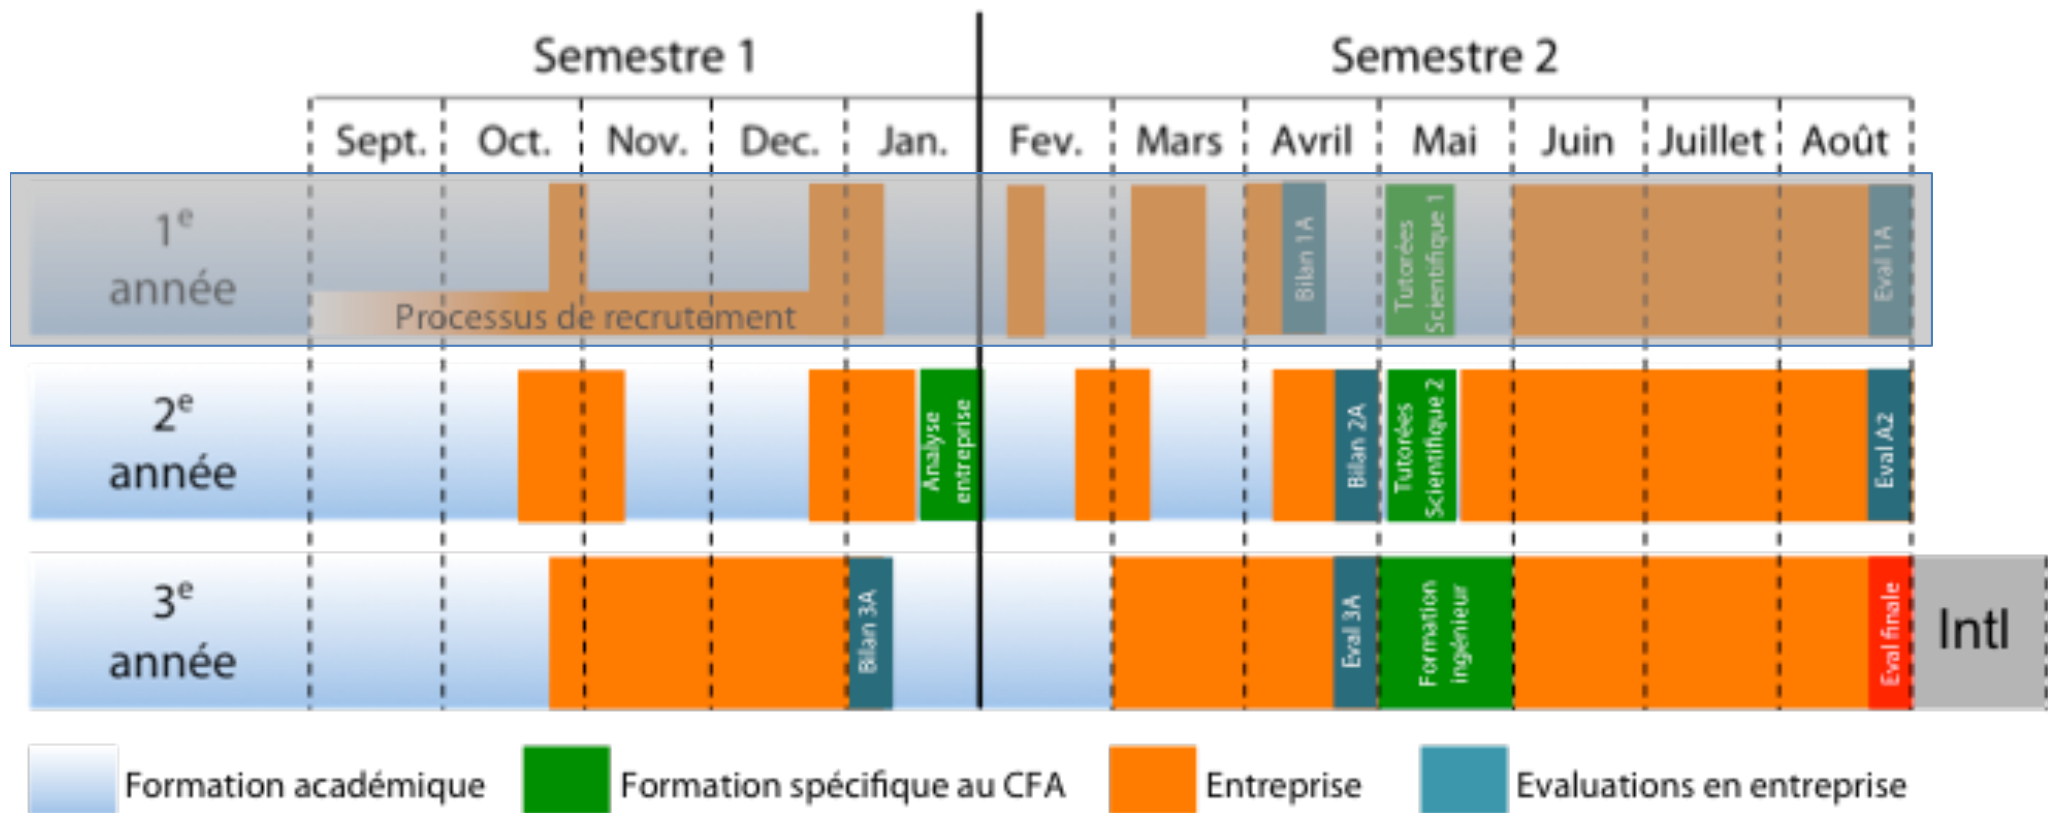 Semestre 1
Semestre 2
Sept.
Oct.
Nov.
Dec.
Jan.
Fev.
Mars
Avril
Mai
Juin
Juillet
Août
1e
année
Processus de recrutement
Bilan 1A
Tutorées
Scientifique 1
Eval 1A
2e
année
Analyse
entreprise
Bilan 2A
Tutorées
Scientifique 2
Eval A2
3e
année
Bilan 3A
Eval 3A
Formation
ingénieur
Eval finale
Intl
Formation académique
Formation spécifique au CFA
Entreprise
Evaluations en entreprise